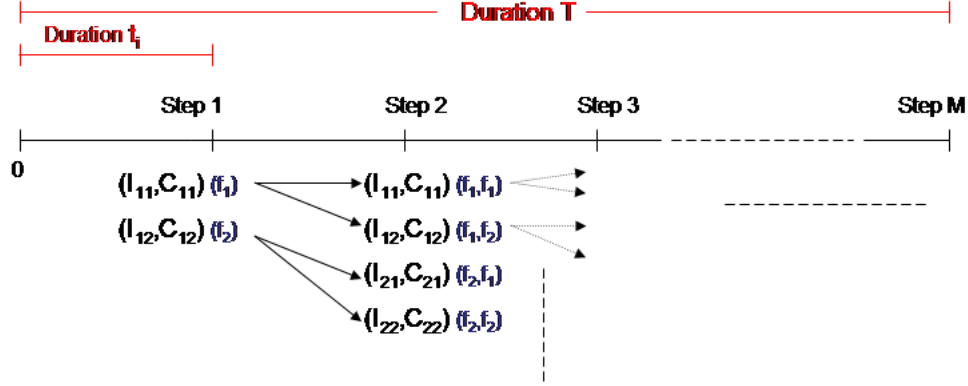 Duration T
Duration tᵢ
Step 1 Step 2 Step 3 Step M
0
(I₁₁,C₁₁) (f₁) (I₁₁,C₁₁) (f₁,f₁)
(I₁₂,C₁₂) (f₂) (I₁₂,C₁₂) (f₁,f₂)
(I₂₁,C₂₁) (f₂,f₁)
(I₂₂,C₂₂) (f₂,f₂)